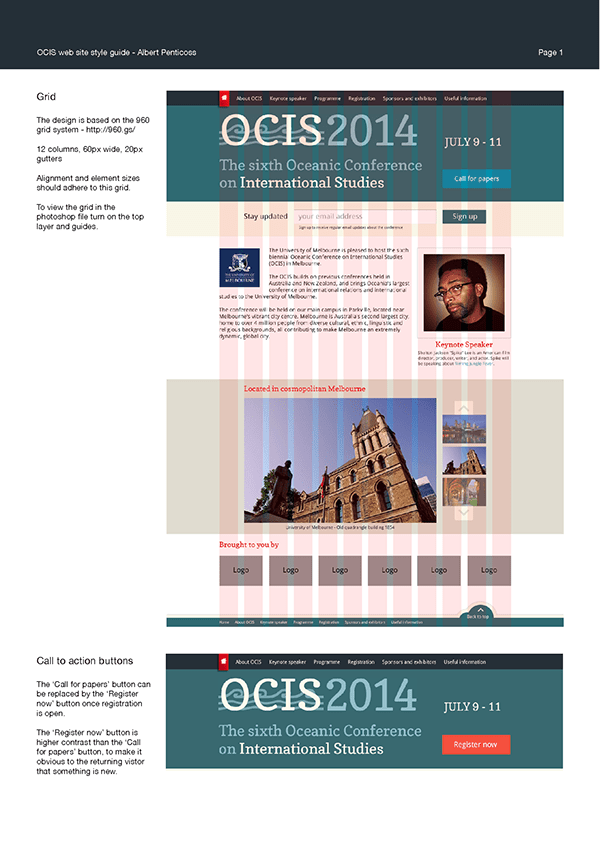 OCIS web site style guide - Albert Penticoss
Page 1
Grid
The design is based on the 960
grid system - http://960.gs/
12 columns, 60px wide, 20px
gutters
Alignment and element sizes
should adhere to this grid.
To view the grid in the
photoshop file turn on the top
layer and guides.
About OCIS Keynote speaker Programme Registration Sponsors and exhibitors Useful information
OCIS 2014
JULY 9 - 11
The sixth Oceanic Conference
on International Studies
Call for papers
Stay updated your email address Sign up
Sign up to receive regular email updates about the conference
THE UNIVERSITY OF
MELBOURNE
The University of Melbourne is pleased to host the sixth
biennial Oceanic Conference on International Studies
(OCIS) in Melbourne.
The OCIS builds on previous conferences held in
Australia and New Zealand, and brings Oceania's largest
conference on international relations and international
studies to the University of Melbourne.
The conference will be held on our main campus in Parkville, located near
Melbourne's vibrant city centre. Melbourne is Australia's second largest city,
home to over 4 million people from diverse cultural, ethnic, linguistic and
religious backgrounds, all contributing to make Melbourne an extremely
dynamic, global city.
Keynote Speaker
Shelton Jackson "Spike" Lee is an American film
director, producer, writer, and actor. Spike will
be speaking about filming Jungle Fever.
Located in cosmopolitan Melbourne
University of Melbourne - Old quadrangle building 1854
Brought to you by
Logo Logo Logo Logo Logo Logo
Back to top
Home About OCIS Keynote speaker Programme Registration Sponsors and exhibitors Useful information
Call to action buttons
The ‘Call for papers’ button can
be replaced by the ‘Register
now’ button once registration
is open.
The ‘Register now’ button is
higher contrast than the ‘Call
for papers’ button, to make it
obvious to the returning vistor
that something is new.
About OCIS Keynote speaker Programme Registration Sponsors and exhibitors Useful information
OCIS 2014
JULY 9 - 11
The sixth Oceanic Conference
on International Studies
Register now